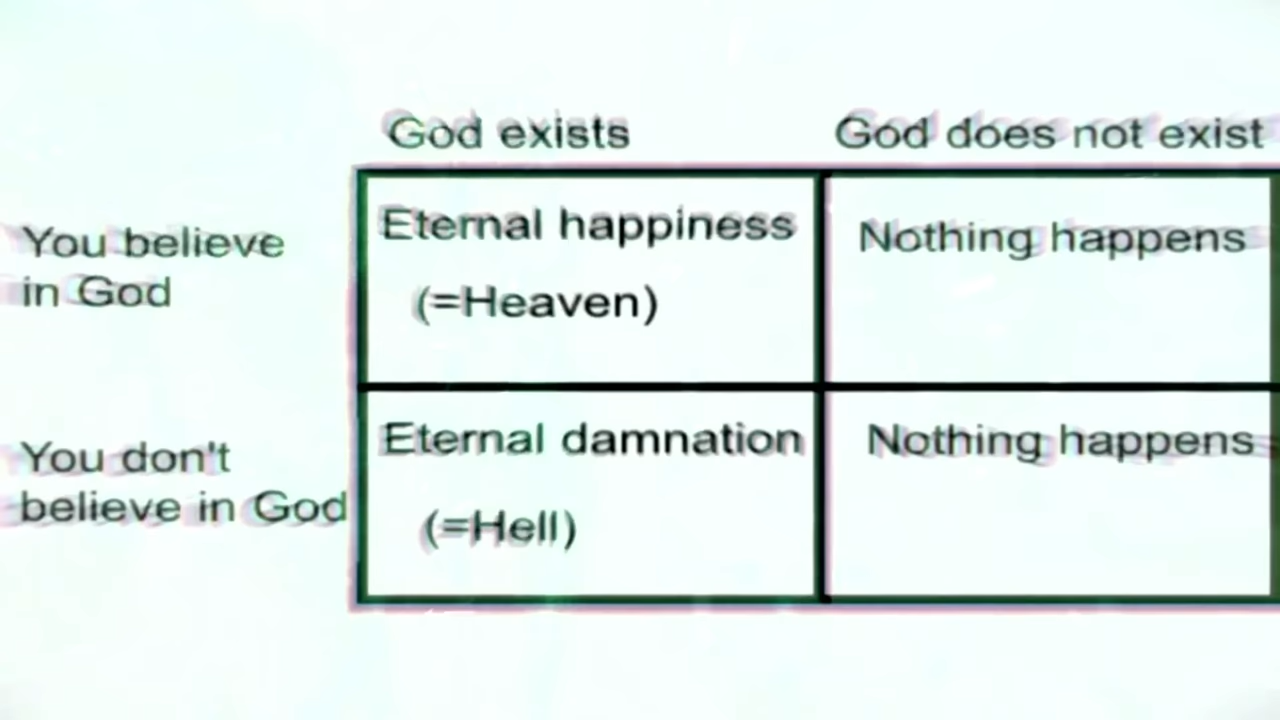 God exists God does not exist
You believe
in God
Eternal happiness
(=Heaven)
Nothing happens
You don't
believe in God
Eternal damnation
(=Hell)
Nothing happens